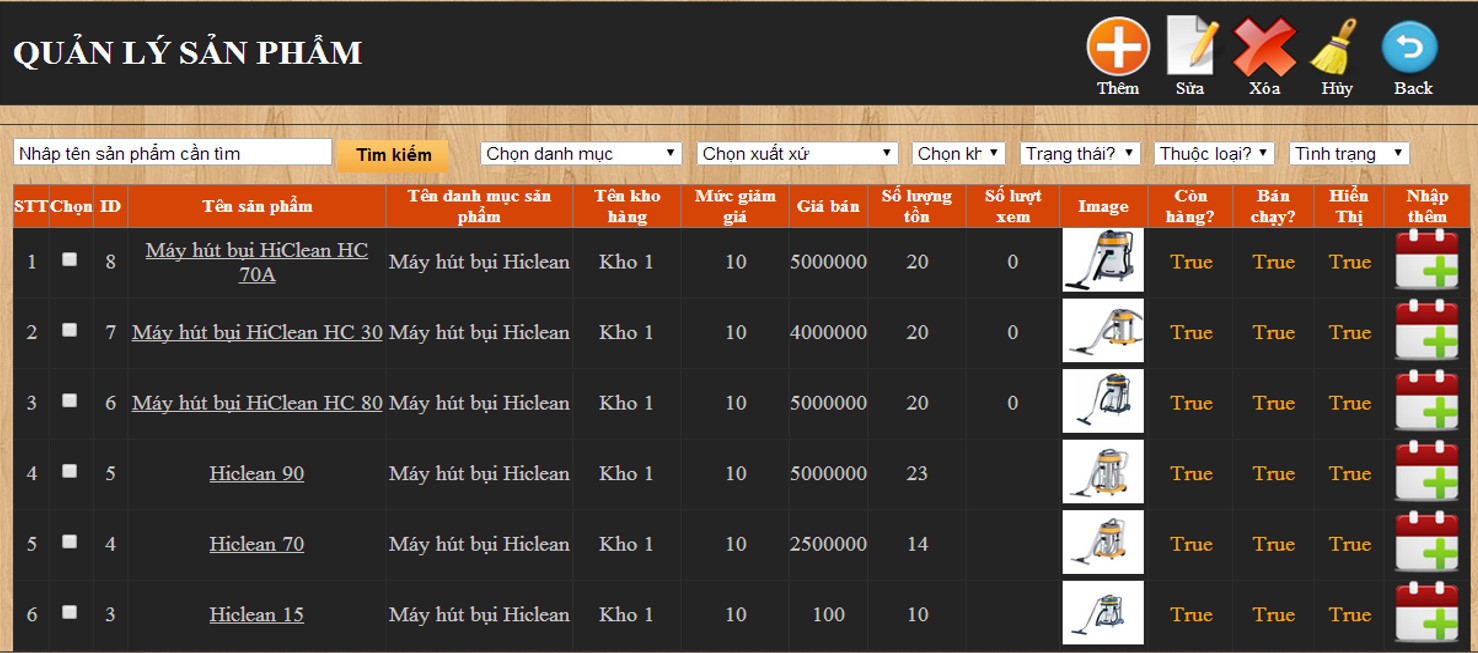 QUẢN LÝ SẢN PHẨM
Thêm Sửa Xóa Hủy Back
Nhâp tên sản phẩm cần tìm Tìm kiếm Chọn danh mục Chọn xuất xứ Chọn kh Trạng thái? Thuộc loại? Tình trạng
STT Chọn ID Tên sản phẩm Tên danh mục sản phẩm Tên kho hàng Mức giảm giá Giá bán Số lượng tồn Số lượt xem Image Còn hàng? Bán chạy? Hiển Thị Nhập thêm
1 8 Máy hút bụi HiClean HC 70A Máy hút bụi Hiclean Kho 1 10 5000000 20 0 True True True
2 7 Máy hút bụi HiClean HC 30 Máy hút bụi Hiclean Kho 1 10 4000000 20 0 True True True
3 6 Máy hút bụi HiClean HC 80 Máy hút bụi Hiclean Kho 1 10 5000000 20 0 True True True
4 5 Hiclean 90 Máy hút bụi Hiclean Kho 1 10 5000000 23 True True True
5 4 Hiclean 70 Máy hút bụi Hiclean Kho 1 10 2500000 14 True True True
6 3 Hiclean 15 Máy hút bụi Hiclean Kho 1 10 100 10 True True True